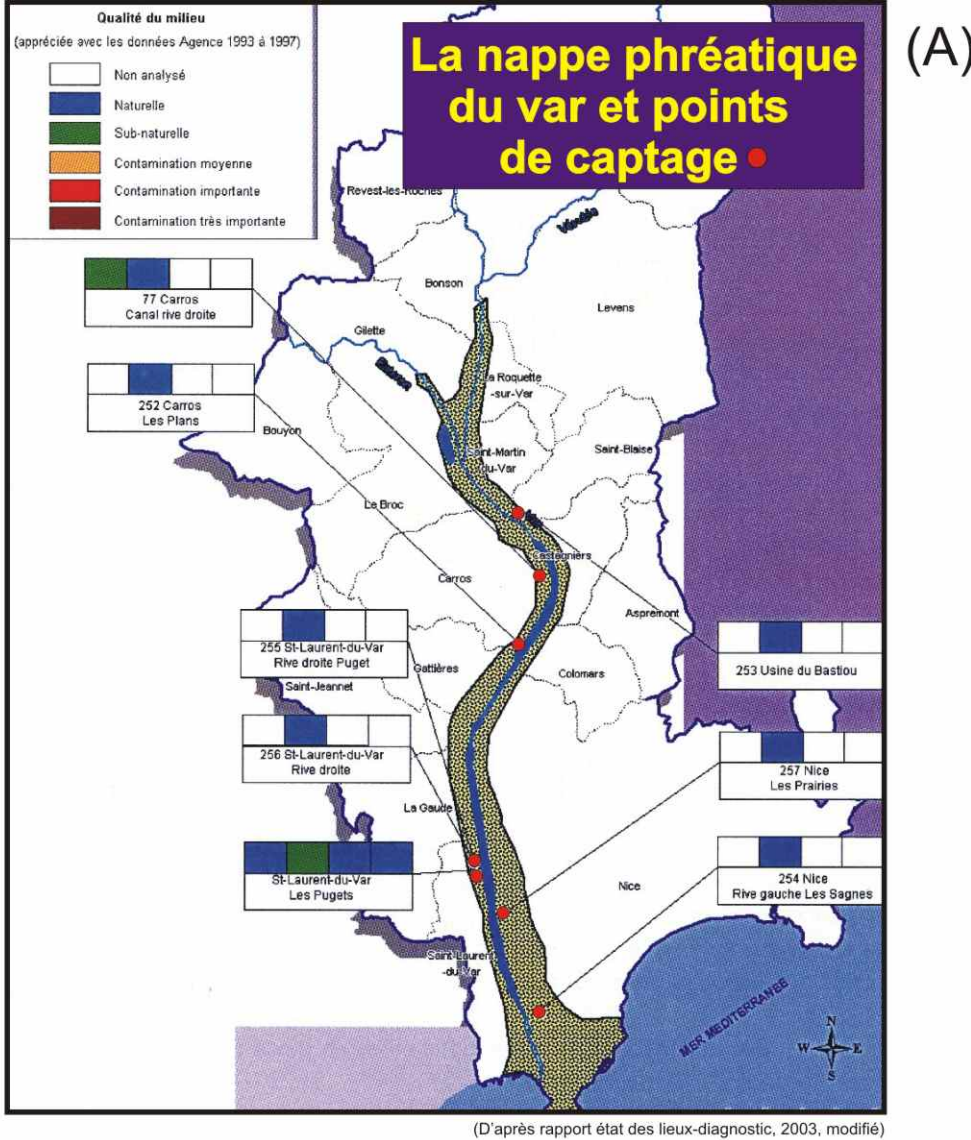 Qualité du milieu
(appréciée avec les données Agence 1993 à 1997)
Non analysé
Naturelle
Sub-naturelle
Contamination moyenne
Contamination importante
Contamination très importante
La nappe phréatique
du var et points
de captage
(A)
Revest-les-Roches
Vésubie
Bonson
Levens
77 Carros
Canal rive droite
Gilette
La Roquette
-sur-Var
252 Carros
Les Plans
Bouyon
Saint-Martin
du-Var
Saint-Blaise
Le Broc
Castagniers
Carros
Aspremont
255 St-Laurent-du-Var
Rive droite Puget
Gattières
Colomars
253 Usine du Bastiou
Saint-Jeannet
256 St-Laurent-du-Var
Rive droite
257 Nice
Les Prairies
La Gaude
St-Laurent-du-Var
Les Pugets
Nice
254 Nice
Rive gauche Les Sagnes
Saint-Laurent
-du-Var
MER MEDITERRANEE
N
W E
S
(D'après rapport état des lieux-diagnostic, 2003, modifié)